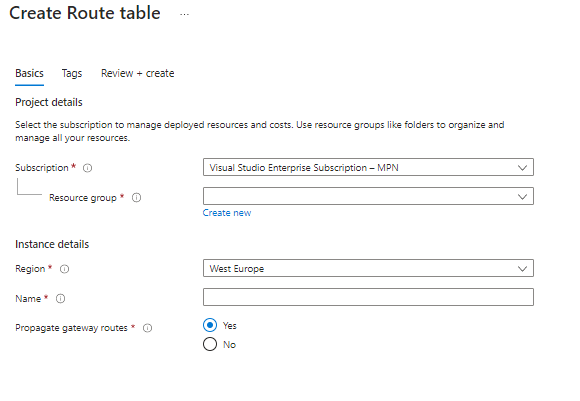 Create Route table ...
Basics Tags Review + create
Project details
Select the subscription to manage deployed resources and costs. Use resource groups like folders to organize and
manage all your resources.
Subscription * Visual Studio Enterprise Subscription – MPN
Resource group *
Create new
Instance details
Region * West Europe
Name *
Propagate gateway routes * Yes
No